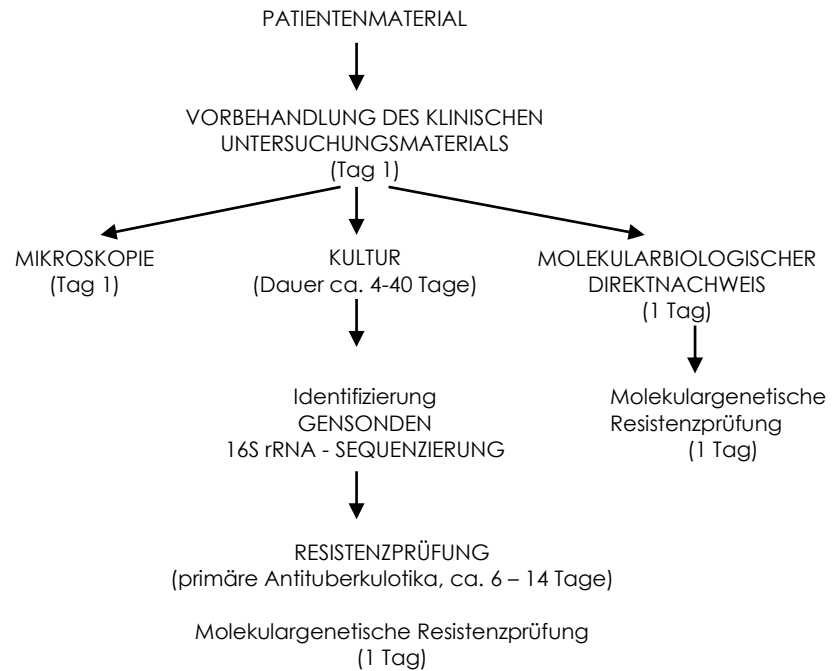 PATIENTENMATERIAL
VORBEHANDLUNG DES KLINISCHEN
UNTERSUCHUNGSMATERIALS
(Tag 1)
MIKROSKOPIE
(Tag 1)
KULTUR
(Dauer ca. 4-40 Tage)
MOLEKULARBIOLOGISCHER
DIREKTNACHWEIS
(1 Tag)
Identifizierung
GENSONDEN
16S rRNA - SEQUENZIERUNG
Molekulargenetische
Resistenzprüfung
(1 Tag)
RESISTENZPRÜFUNG
(primäre Antituberkulotika, ca. 6 – 14 Tage)
Molekulargenetische Resistenzprüfung
(1 Tag)